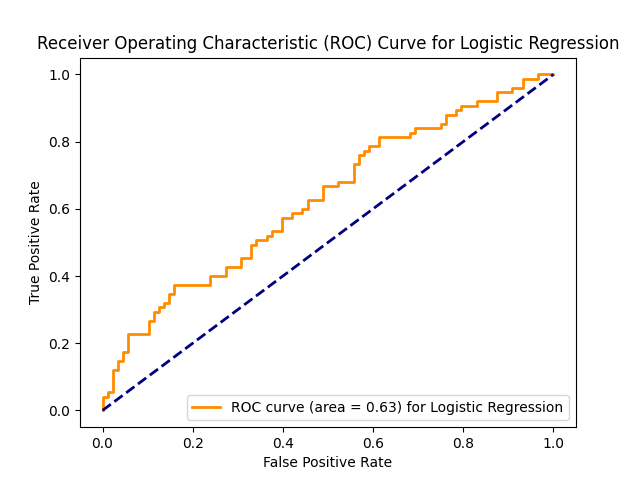 Receiver Operating Characteristic (ROC) Curve for Logistic Regression
1.0
0.8
0.6
0.4
0.2
0.0
True Positive Rate
ROC curve (area = 0.63) for Logistic Regression
0.0 0.2 0.4 0.6 0.8 1.0
False Positive Rate